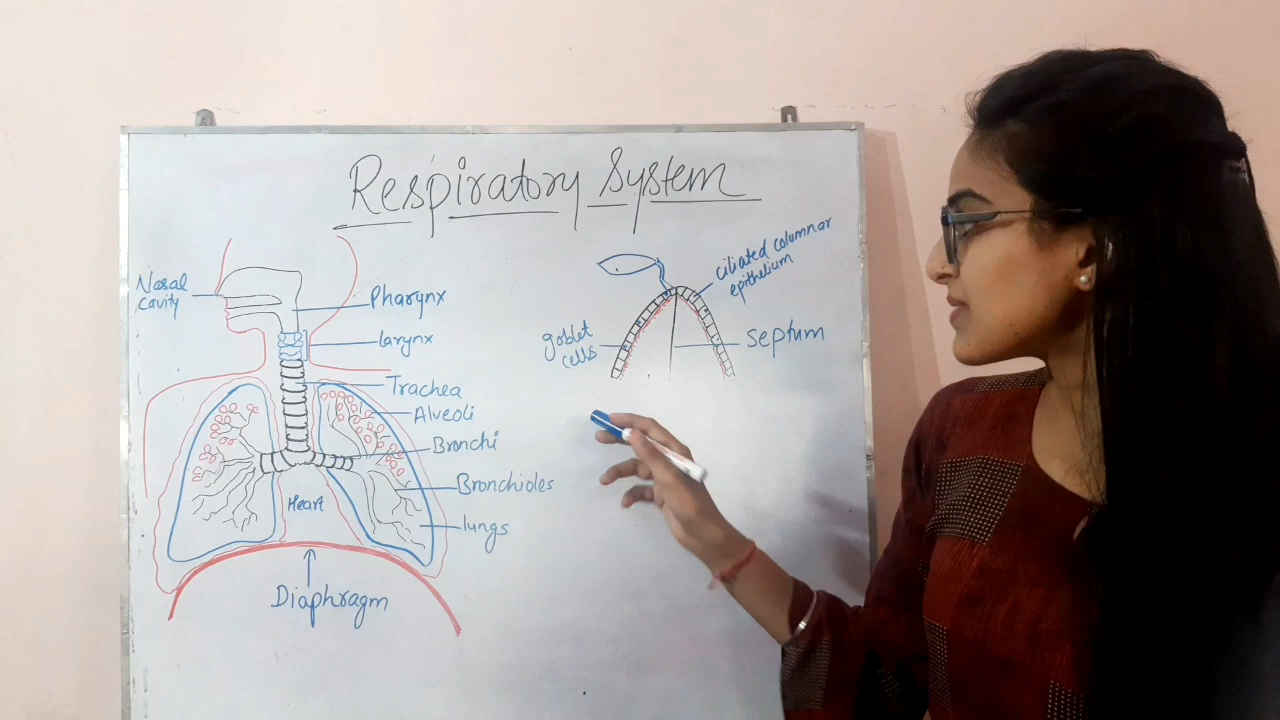 Respiratory System
Nasal
cavity
Pharynx
larynx
Trachea
Alveoli
Bronchi
Bronchioles
lungs
Heart
Diaphragm
ciliated columnar
epithelium
goblet
cells
septum